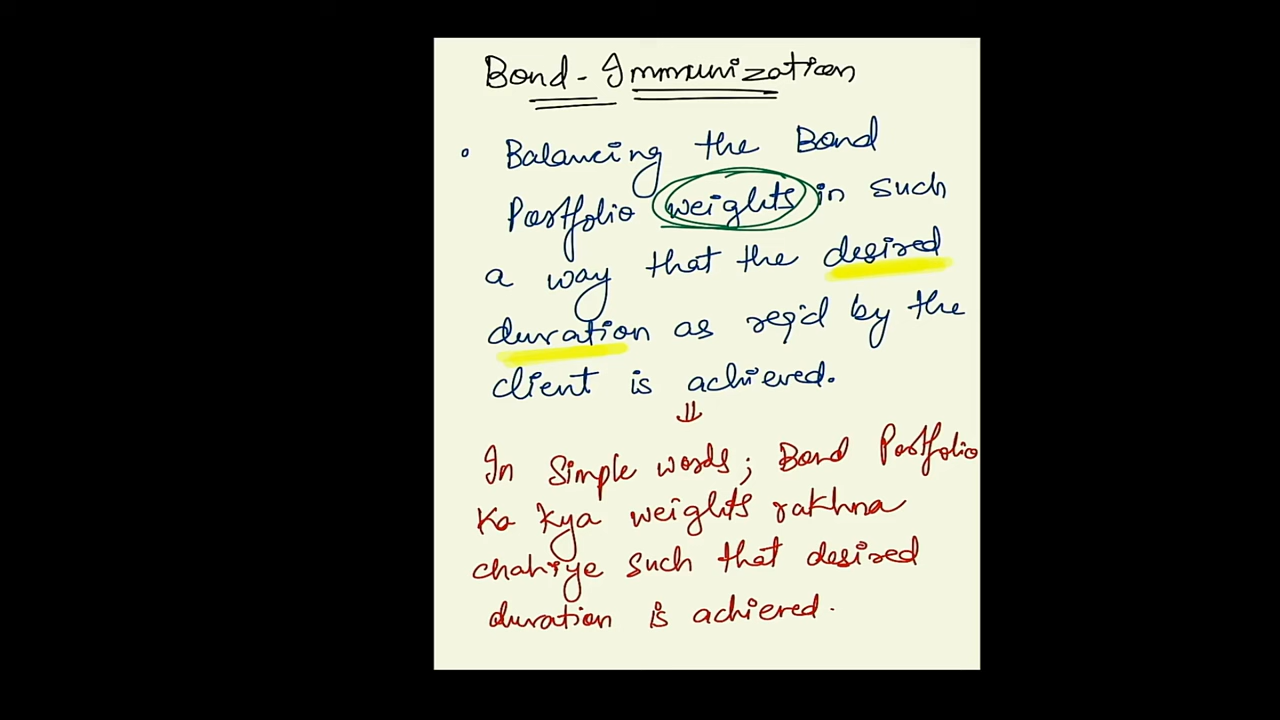 Bond - Immunization
• Balancing the Bond
Portfolio weights in such
a way that the desired
duration as req'd by the
client is achieved.
⇓
In Simple words; Bond Portfolio
Ka Kya weights rakhna
chahiye such that desired
duration is achieved.